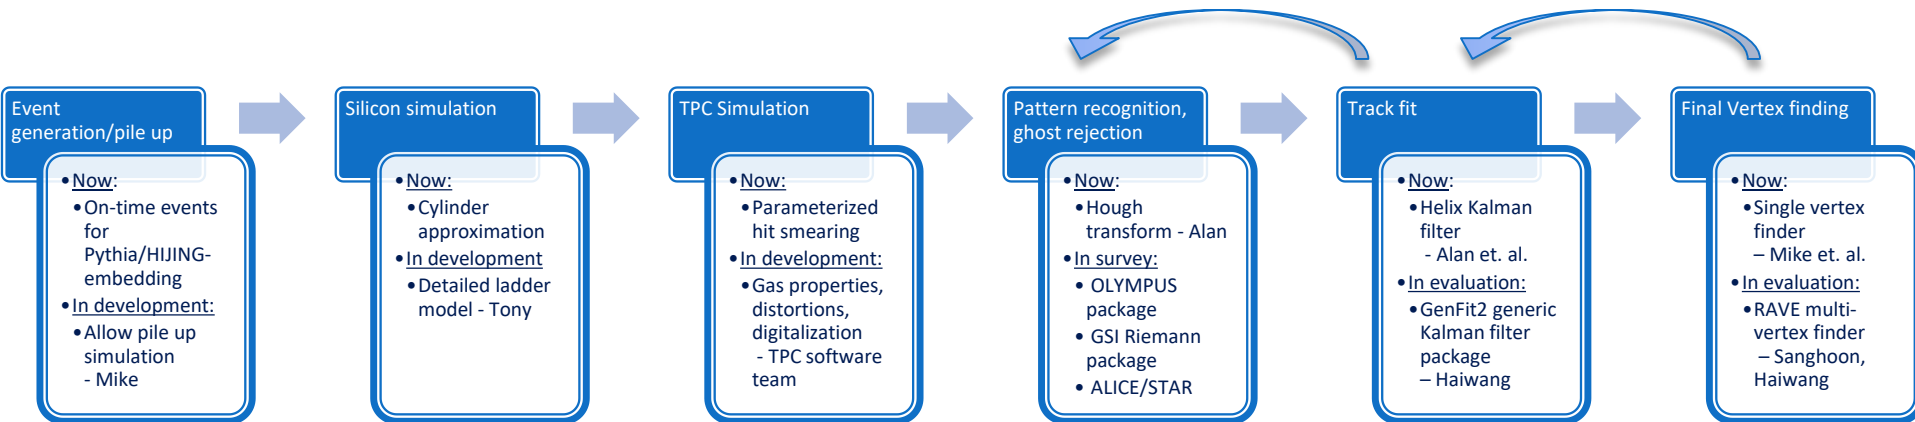 Event
generation/pile up
•Now:
•On-time events
for
Pythia/HIJING-
embedding
•In development:
•Allow pile up
simulation
- Mike
Silicon simulation
•Now:
•Cylinder
approximation
•In development
•Detailed ladder
model - Tony
TPC Simulation
•Now:
•Parameterized
hit smearing
•In development:
•Gas properties,
distortions,
digitalization
- TPC software
team
Pattern recognition,
ghost rejection
•Now:
•Hough
transform - Alan
•In survey:
• OLYMPUS
package
• GSI Riemann
package
• ALICE/STAR
Track fit
•Now:
•Helix Kalman
filter
- Alan et. al.
•In evaluation:
•GenFit2 generic
Kalman filter
package
– Haiwang
Final Vertex finding
•Now:
•Single vertex
finder
– Mike et. al.
•In evaluation:
•RAVE multi-
vertex finder
– Sanghoon,
Haiwang